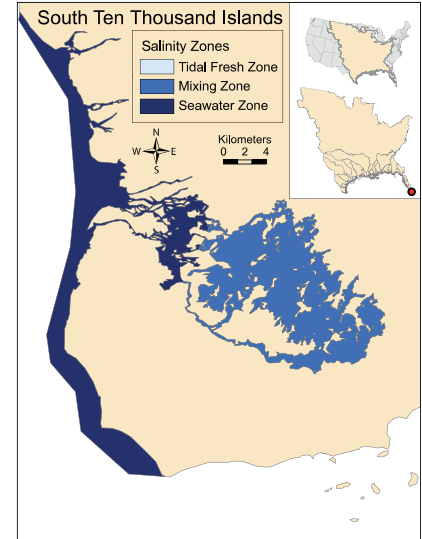 South Ten Thousand Islands
Salinity Zones
Tidal Fresh Zone
Mixing Zone
Seawater Zone
N
W E
S
Kilometers
0 2 4